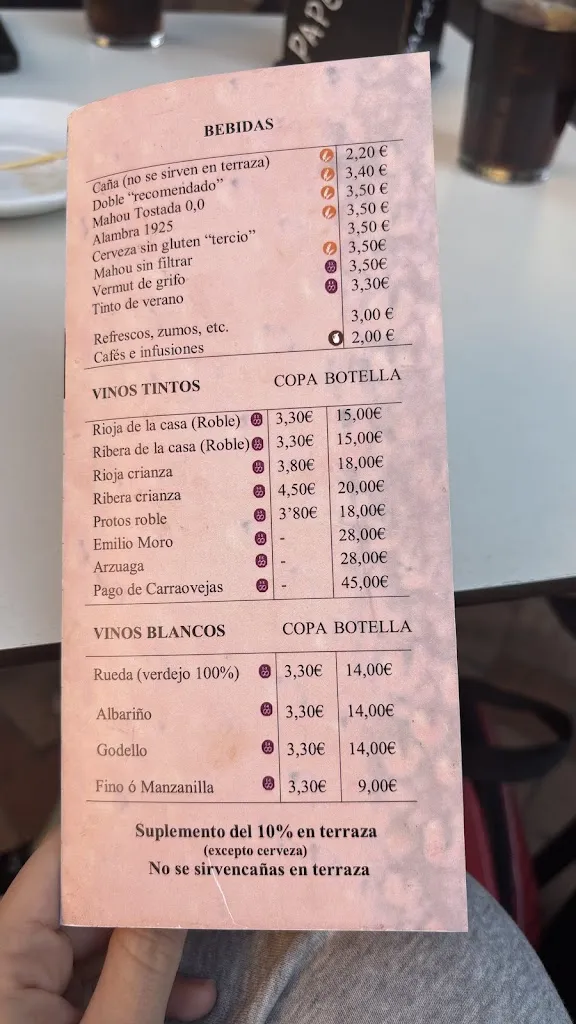 PAP
BEBIDAS
Caña (no se sirven en terraza) 2,20 €
Doble “recomendado” 3,40 €
Mahou Tostada 0,0 3,50 €
Alambra 1925 3,50 €
Cerveza sin gluten “tercio” 3,50 €
Mahou sin filtrar 3,50€
Vermut de grifo 3,50€
Tinto de verano 3,30€
Refrescos, zumos, etc. 3,00 €
Cafés e infusiones 2,00 €
VINOS TINTOS COPA BOTELLA
Rioja de la casa (Roble) 3,30€ 15,00€
Ribera de la casa (Roble) 3,30€ 15,00€
Rioja crianza 3,80€ 18,00€
Ribera crianza 4,50€ 20,00€
Protos roble 3’80€ 18,00€
Emilio Moro - 28,00€
Arzuaga - 28,00€
Pago de Carraovejas - 45,00€
VINOS BLANCOS COPA BOTELLA
Rueda (verdejo 100%) 3,30€ 14,00€
Albariño 3,30€ 14,00€
Godello 3,30€ 14,00€
Fino ó Manzanilla 3,30€ 9,00€
Suplemento del 10% en terraza
(excepto cerveza)
No se sirvencañas en terraza